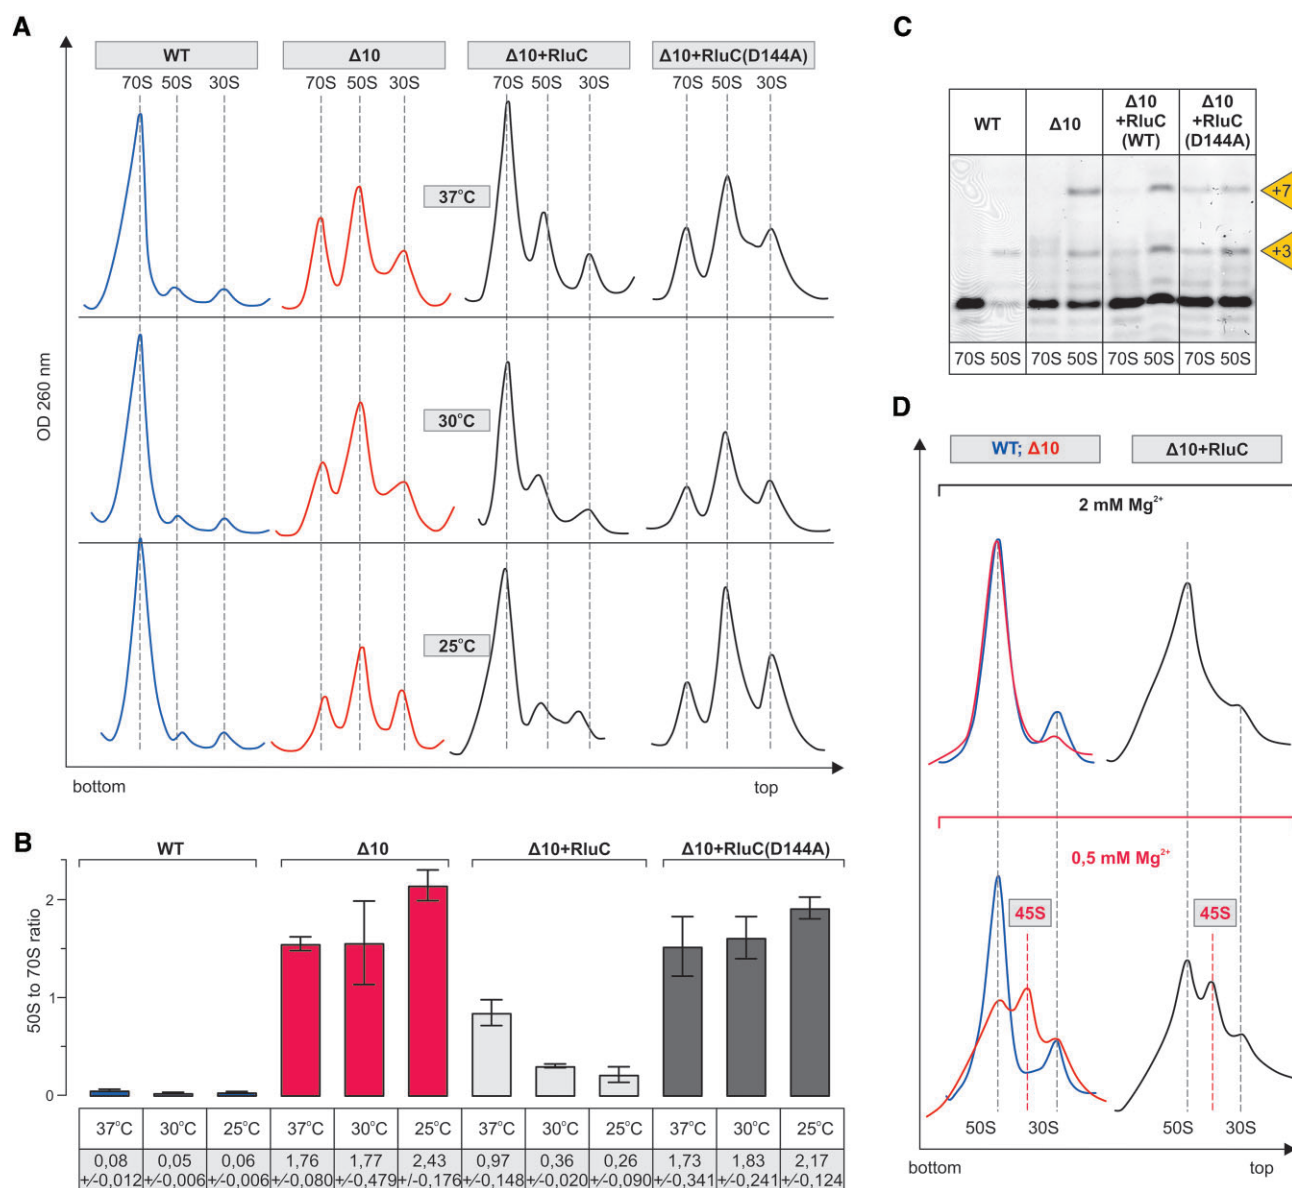 A
WT
Δ10
Δ10+RluC
Δ10+RluC(D144A)
70S 50S 30S
70S 50S 30S
70S 50S 30S
70S 50S 30S
37°C
30°C
25°C
OD 260 nm
bottom
top
B
WT
Δ10
Δ10+RluC
Δ10+RluC(D144A)
50S to 70S ratio
2
1
0
37°C 30°C 25°C 37°C 30°C 25°C 37°C 30°C 25°C 37°C 30°C 25°C
0,08 0,05 0,06 1,76 1,77 2,43 0,97 0,36 0,26 1,73 1,83 2,17
+/-0,012 +/-0,006 +/-0,006 +/-0,080 +/-0,479 +/-0,176 +/-0,148 +/-0,020 +/-0,090 +/-0,341 +/-0,241 +/-0,124
C
WT
Δ10
Δ10
+RluC
(WT)
Δ10
+RluC
(D144A)
+7
+3
70S 50S 70S 50S 70S 50S 70S 50S
D
WT; Δ10
Δ10+RluC
2 mM Mg²⁺
0,5 mM Mg²⁺
45S
45S
50S 30S
50S 30S
bottom
top